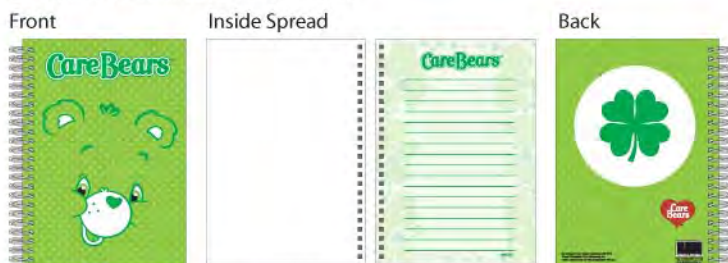 Front
Inside Spread
Back
Care Bears
Care Bears
Care
Bears